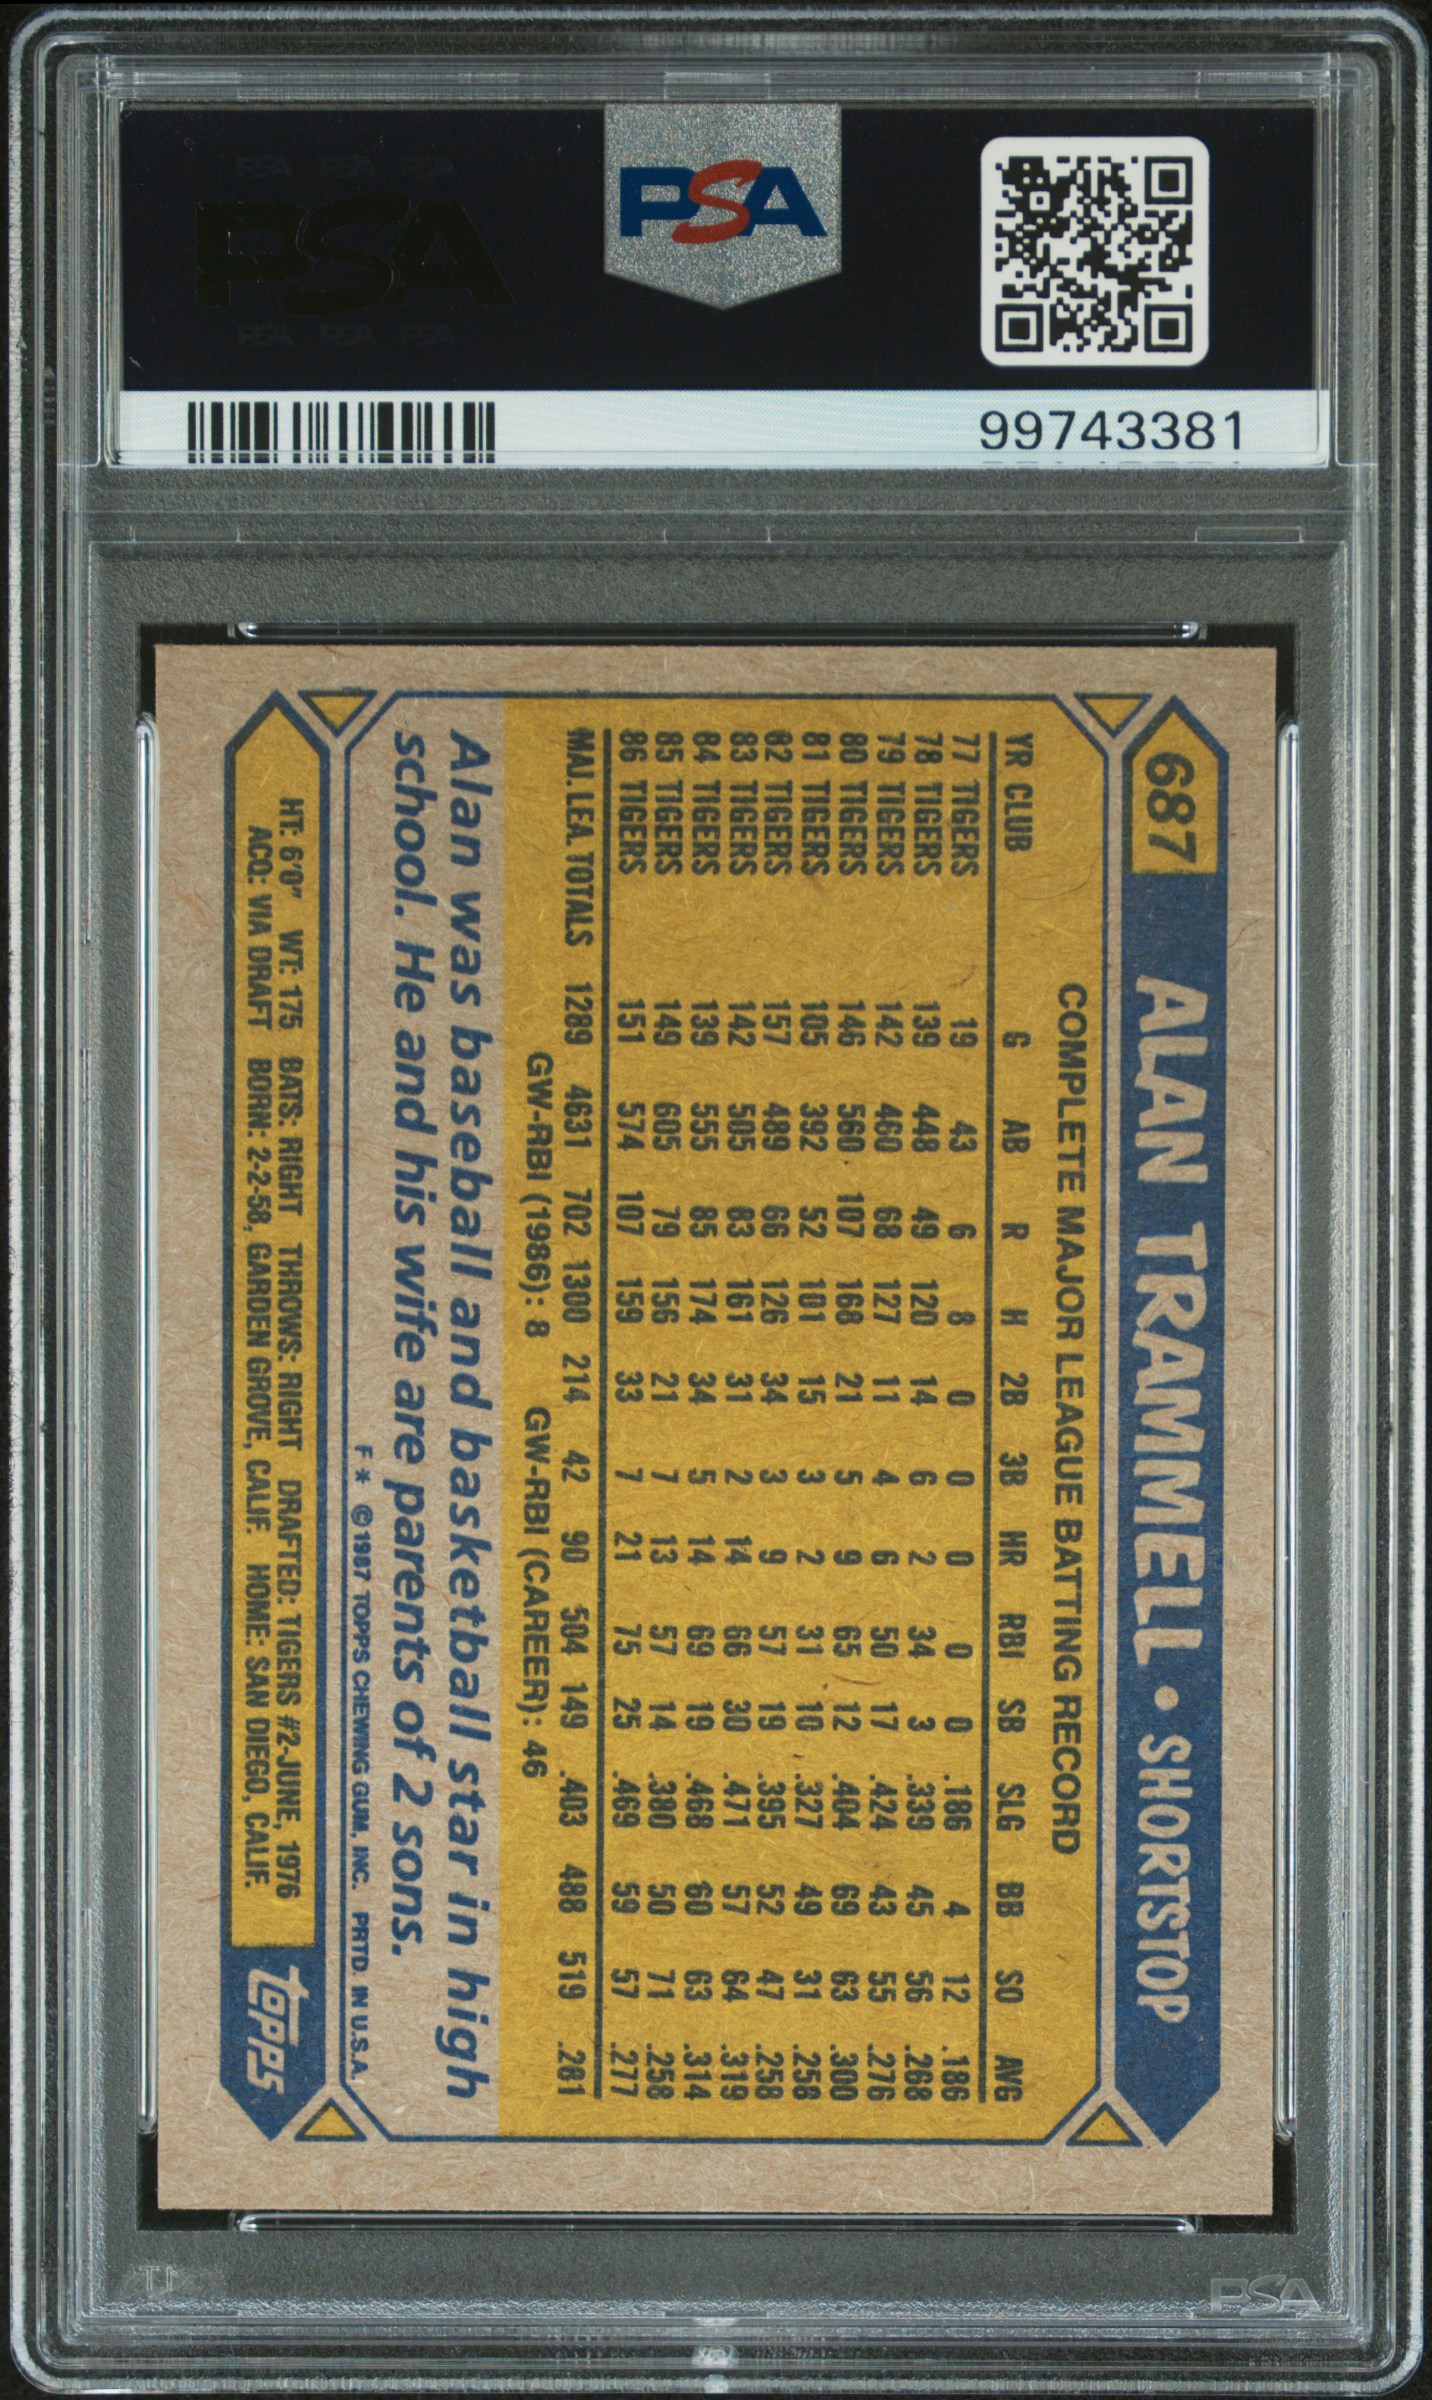 PSA PSA PSA
PSA
PSA PSA PSA
PSA
99743381
687 ALAN TRAMMELL • SHORTSTOP
COMPLETE MAJOR LEAGUE BATTING RECORD
YR CLUB G AB R H 2B 3B HR RBI SB SLG BB SO AVG
77 TIGERS 19 43 6 8 0 0 0 0 0 .186 4 12 .186
78 TIGERS 139 448 49 120 14 6 2 34 3 .339 45 56 .268
79 TIGERS 142 460 68 127 11 4 6 50 17 .424 43 55 .276
80 TIGERS 146 560 107 168 21 5 9 65 12 .404 69 63 .300
81 TIGERS 105 392 52 101 15 3 2 31 10 .327 49 31 .258
82 TIGERS 157 489 66 126 34 3 9 57 19 .395 52 47 .258
83 TIGERS 142 505 83 161 31 2 14 66 30 .471 57 64 .319
84 TIGERS 139 555 85 174 34 5 14 69 19 .468 60 63 .314
85 TIGERS 149 605 79 156 21 7 13 57 14 .380 50 71 .258
86 TIGERS 151 574 107 159 33 7 21 75 25 .469 59 57 .277
MAJ. LEA. TOTALS 1289 4631 702 1300 214 42 90 504 149 .403 488 519 .281
GW-RBI (1986): 8 GW-RBI (CAREER): 46
Alan was baseball and basketball star in high
school. He and his wife are parents of 2 sons.
F * ©1987 TOPPS CHEWING GUM, INC. PRTD. IN U.S.A.
HT: 6'0" WT: 175 BATS: RIGHT THROWS: RIGHT DRAFTED: TIGERS #2-JUNE, 1976
ACQ: VIA DRAFT BORN: 2-2-58, GARDEN GROVE, CALIF. HOME: SAN DIEGO, CALIF.
topps
PSA